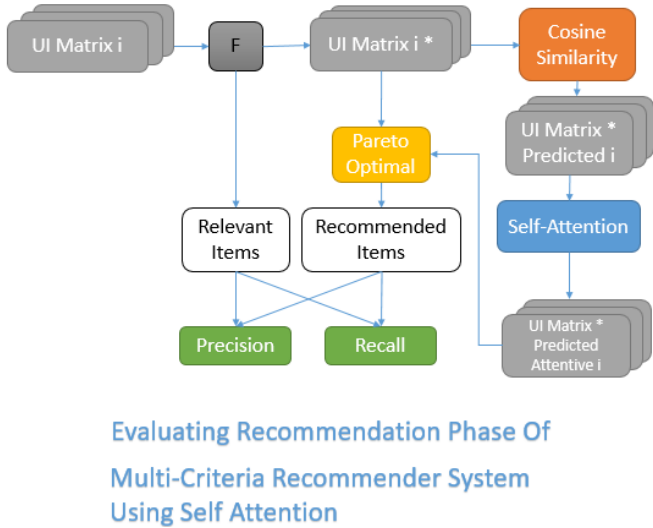 UI Matrix i
F
UI Matrix i *
Cosine
Similarity
UI Matrix *
Predicted i
Pareto
Optimal
Self-Attention
Relevant
Items
Recommended
Items
UI Matrix *
Predicted
Attentive i
Precision
Recall
Evaluating Recommendation Phase Of
Multi-Criteria Recommender System
Using Self Attention